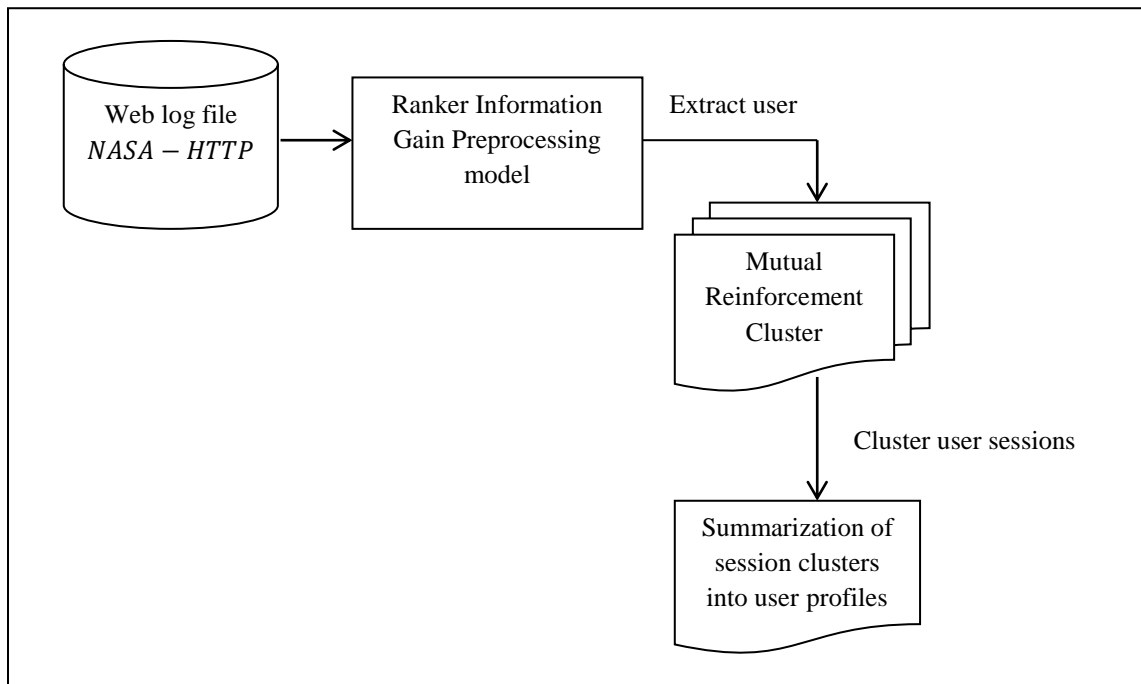 Web log file
NASA − HTTP
Ranker Information
Gain Preprocessing
model
Extract user
Mutual
Reinforcement
Cluster
Cluster user sessions
Summarization of
session clusters
into user profiles